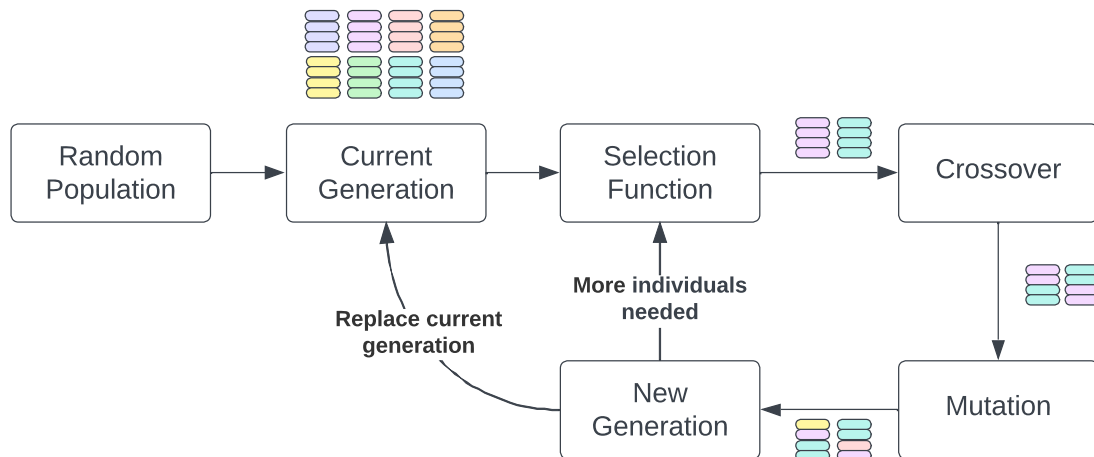 Random
Population
Current
Generation
Selection
Function
Crossover
More individuals
needed
Replace current
generation
New
Generation
Mutation